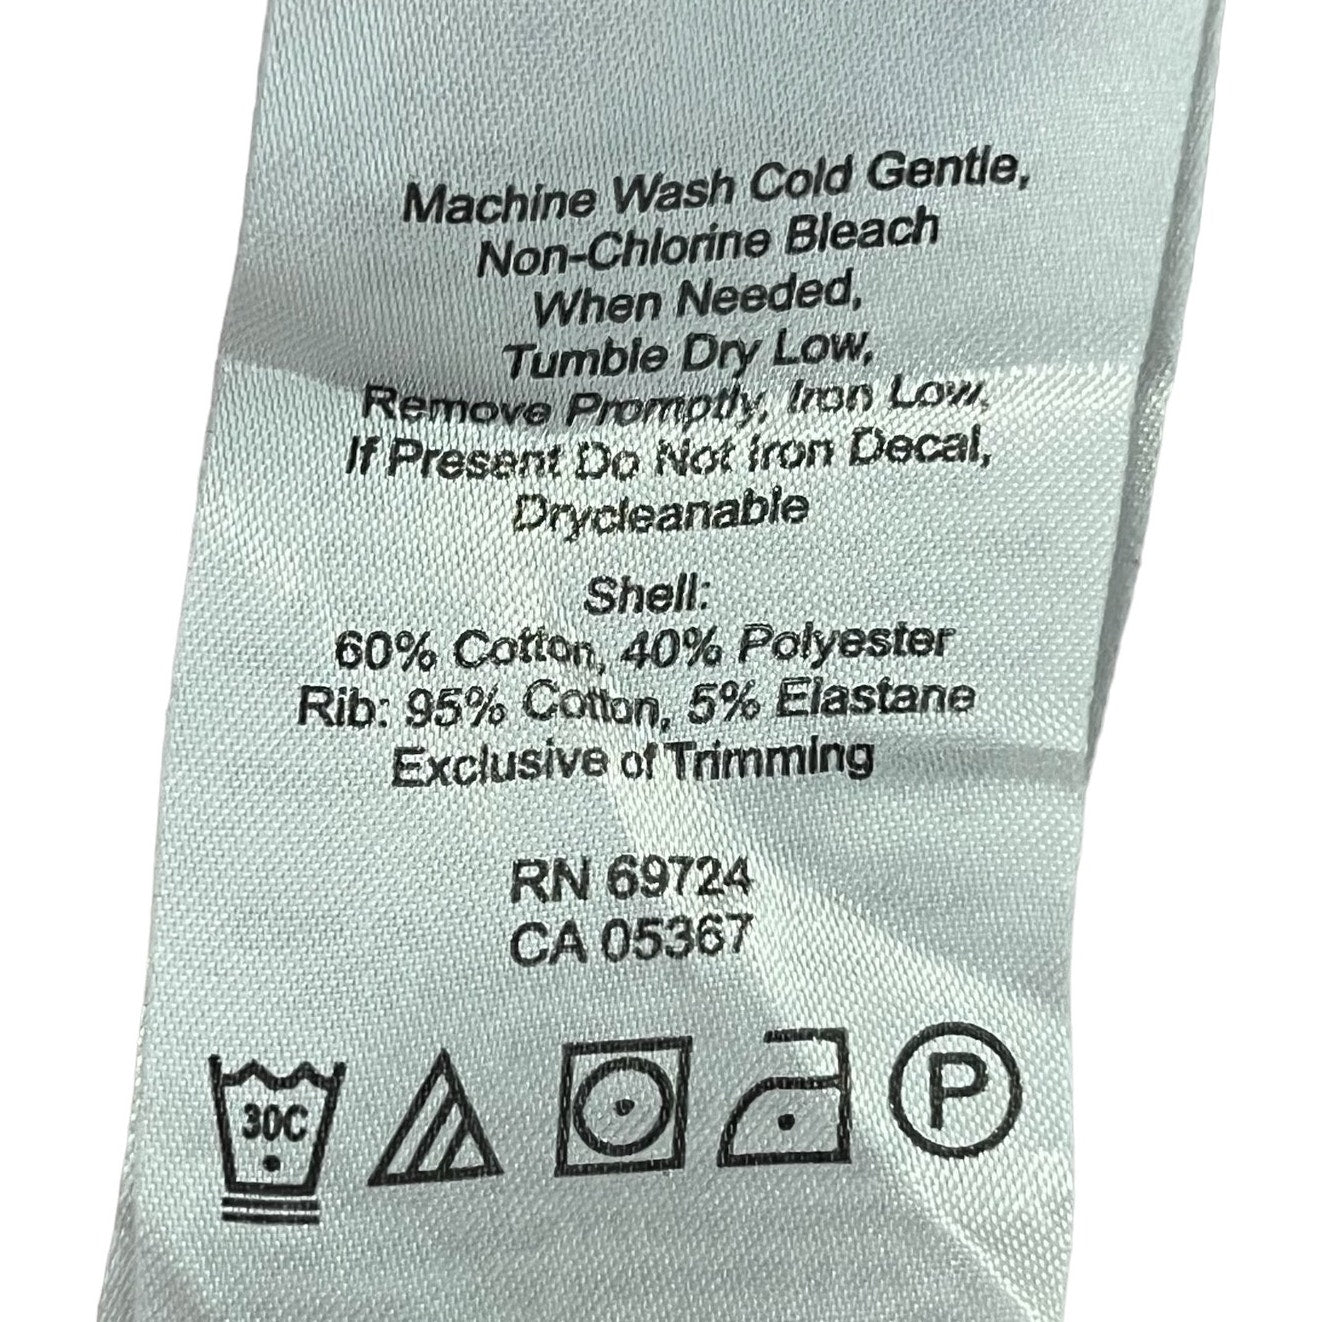 Machine Wash Cold Gentle,
Non-Chlorine Bleach
When Needed,
Tumble Dry Low,
Remove Promptly, Iron Low,
If Present Do Not Iron Decal,
Drycleanable
Shell:
60% Cotton, 40% Polyester
Rib: 95% Cotton, 5% Elastane
Exclusive of Trimming
RN 69724
CA 05367
30C P